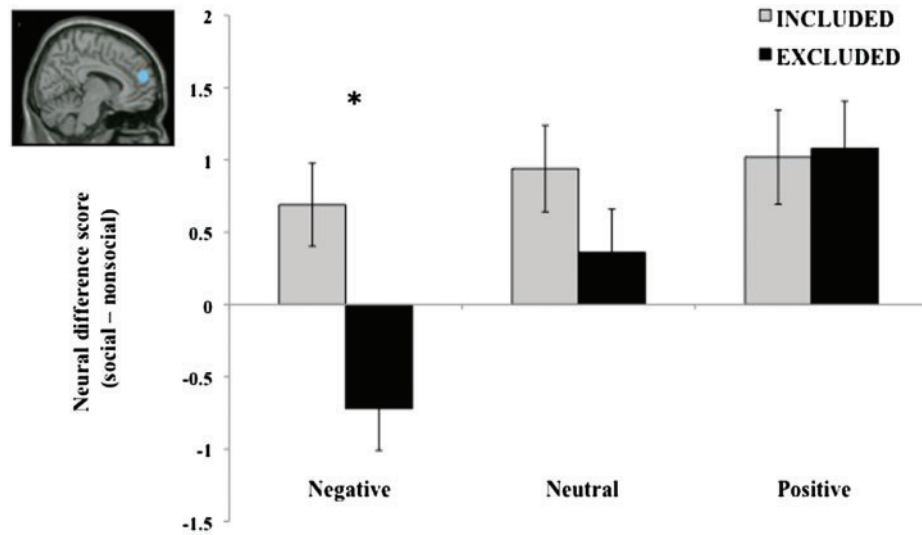 2
INCLUDED
EXCLUDED
1.5
*
1
0.5
0
-0.5
-1
-1.5
Neural difference score
(social – nonsocial)
Negative
Neutral
Positive